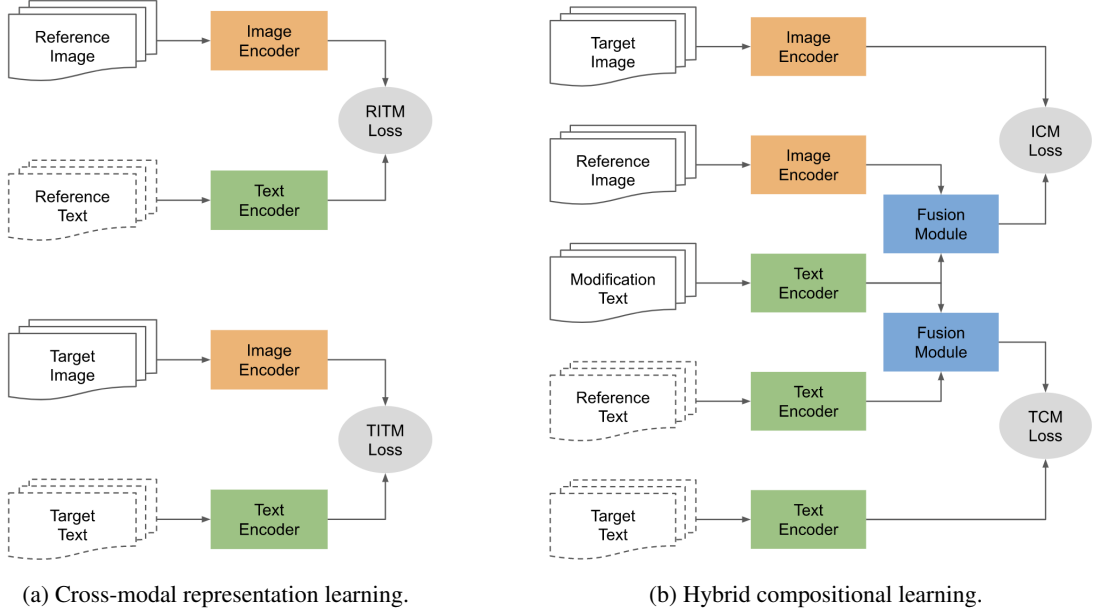 Reference
Image
Image
Encoder
RITM
Loss
Reference
Text
Text
Encoder
Target
Image
Image
Encoder
TITM
Loss
Target
Text
Text
Encoder
(a) Cross-modal representation learning.
Target
Image
Image
Encoder
ICM
Loss
Reference
Image
Image
Encoder
Fusion
Module
Modification
Text
Text
Encoder
Fusion
Module
Reference
Text
Text
Encoder
TCM
Loss
Target
Text
Text
Encoder
(b) Hybrid compositional learning.